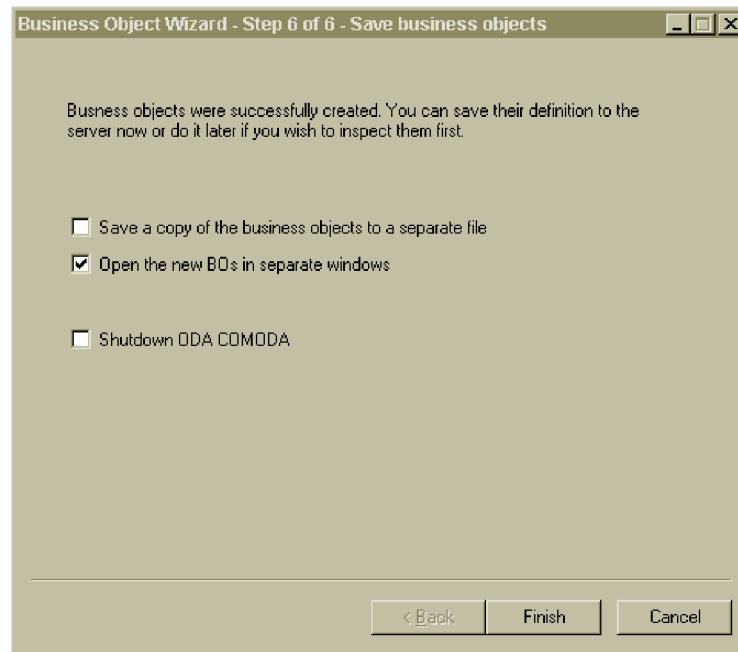 Business Object Wizard - Step 6 of 6 - Save business objects
Busness objects were successfully created. You can save their definition to the
server now or do it later if you wish to inspect them first.
Save a copy of the business objects to a separate file
Open the new BOs in separate windows
Shutdown ODA COMODA
< Back
Finish
Cancel